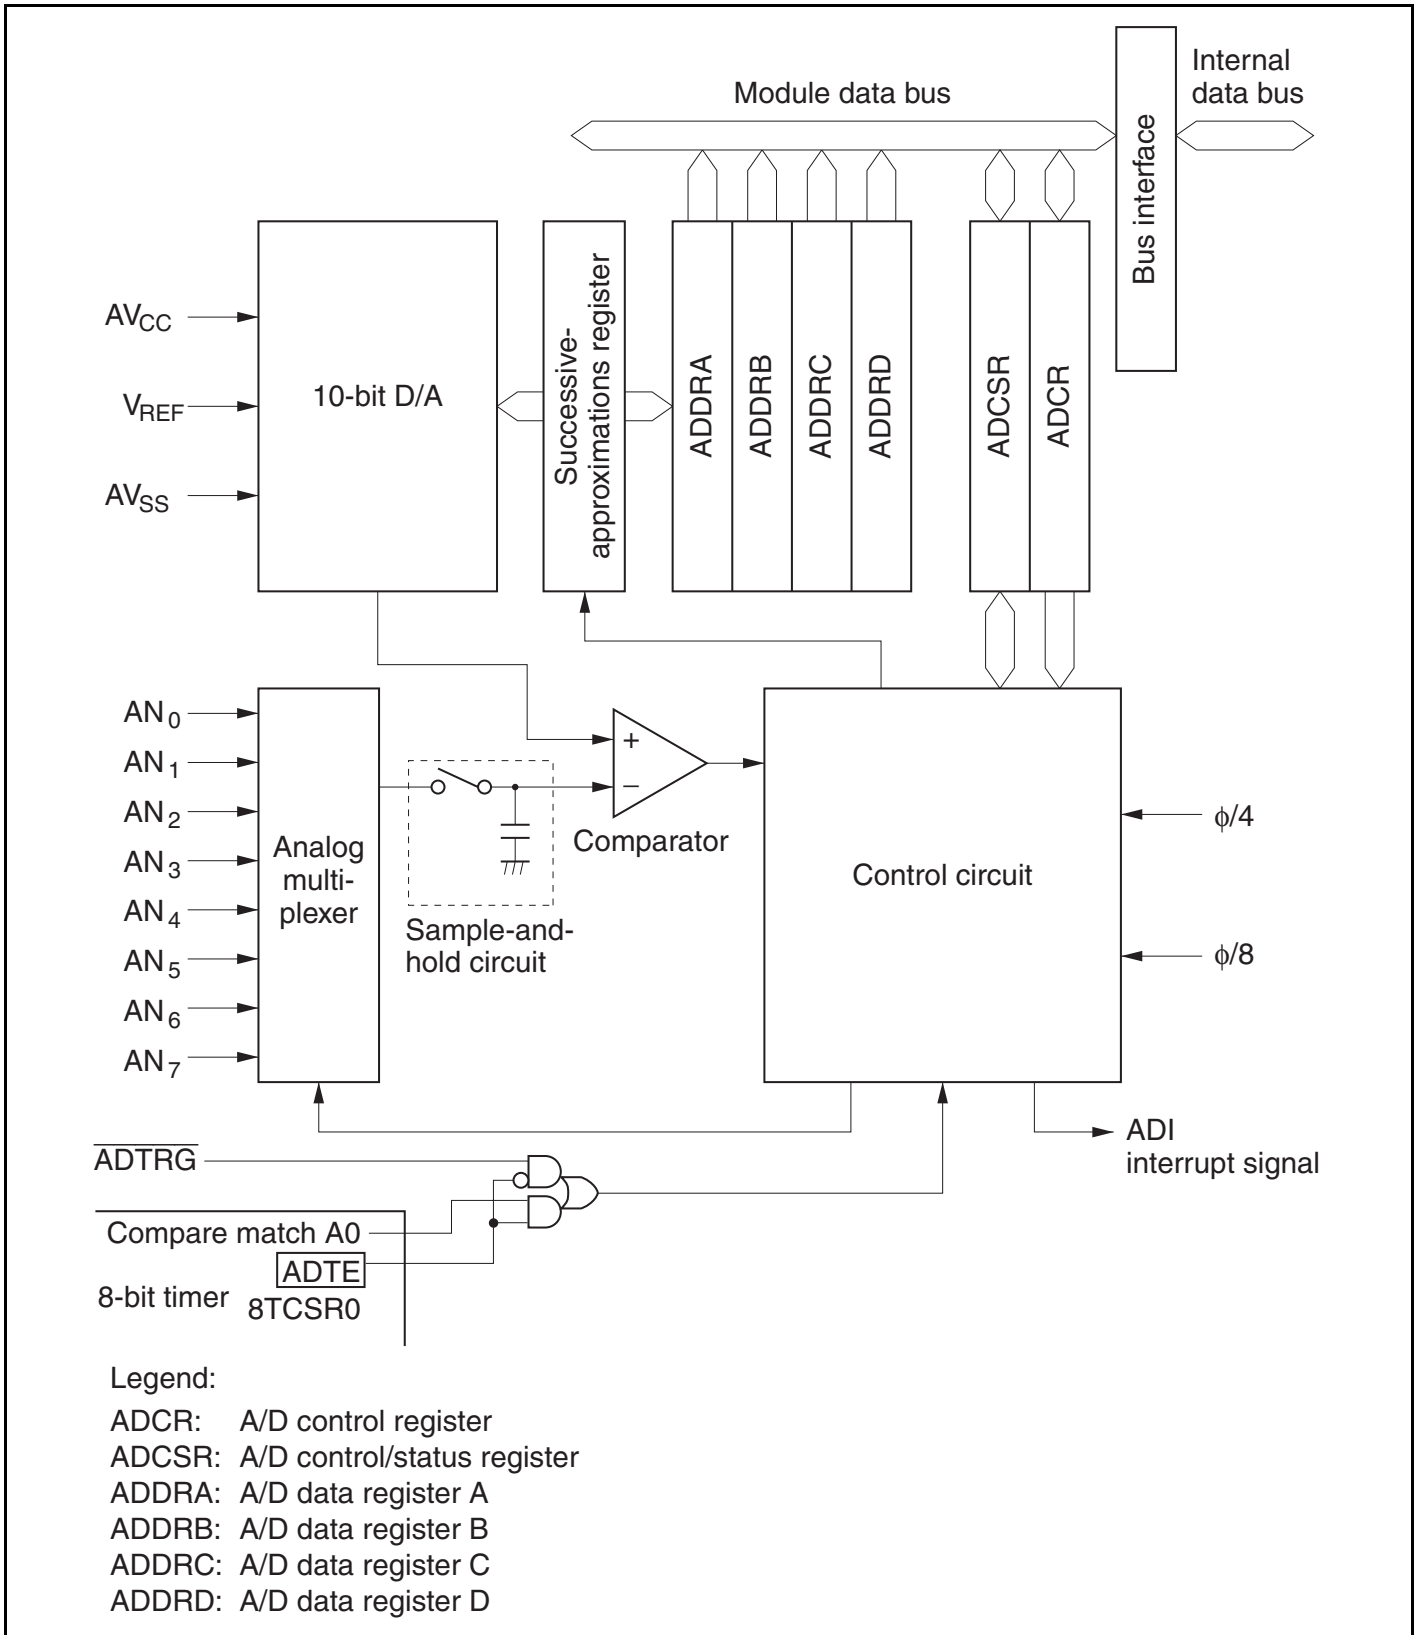 Internal
data bus
Module data bus
Bus interface
AVCC
VREF
AVSS
10-bit D/A
Successive-
approximations register
ADDRA
ADDRB
ADDRC
ADDRD
ADCSR
ADCR
AN0
AN1
AN2
AN3
AN4
AN5
AN6
AN7
Analog
multi-
plexer
Sample-and-
hold circuit
+
−
Comparator
Control circuit
ϕ/4
ϕ/8
ADI
interrupt signal
ADTRG
Compare match A0
ADTE
8-bit timer
8TCSR0
Legend:
ADCR: A/D control register
ADCSR: A/D control/status register
ADDRA: A/D data register A
ADDRB: A/D data register B
ADDRC: A/D data register C
ADDRD: A/D data register D